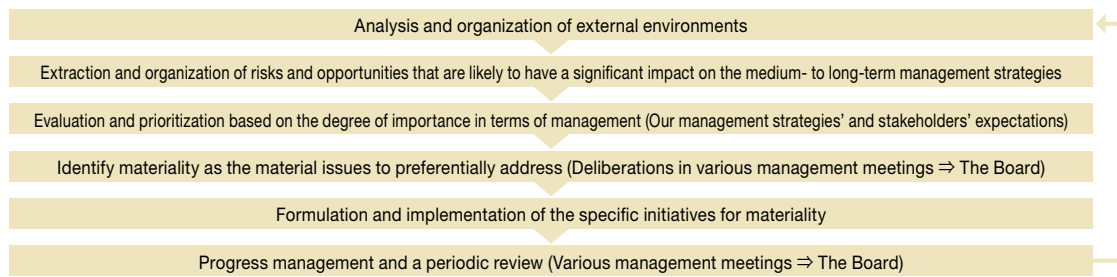 Analysis and organization of external environments
Extraction and organization of risks and opportunities that are likely to have a significant impact on the medium- to long-term management strategies
Evaluation and prioritization based on the degree of importance in terms of management (Our management strategies’ and stakeholders’ expectations)
Identify materiality as the material issues to preferentially address (Deliberations in various management meetings ⇒ The Board)
Formulation and implementation of the specific initiatives for materiality
Progress management and a periodic review (Various management meetings ⇒ The Board)